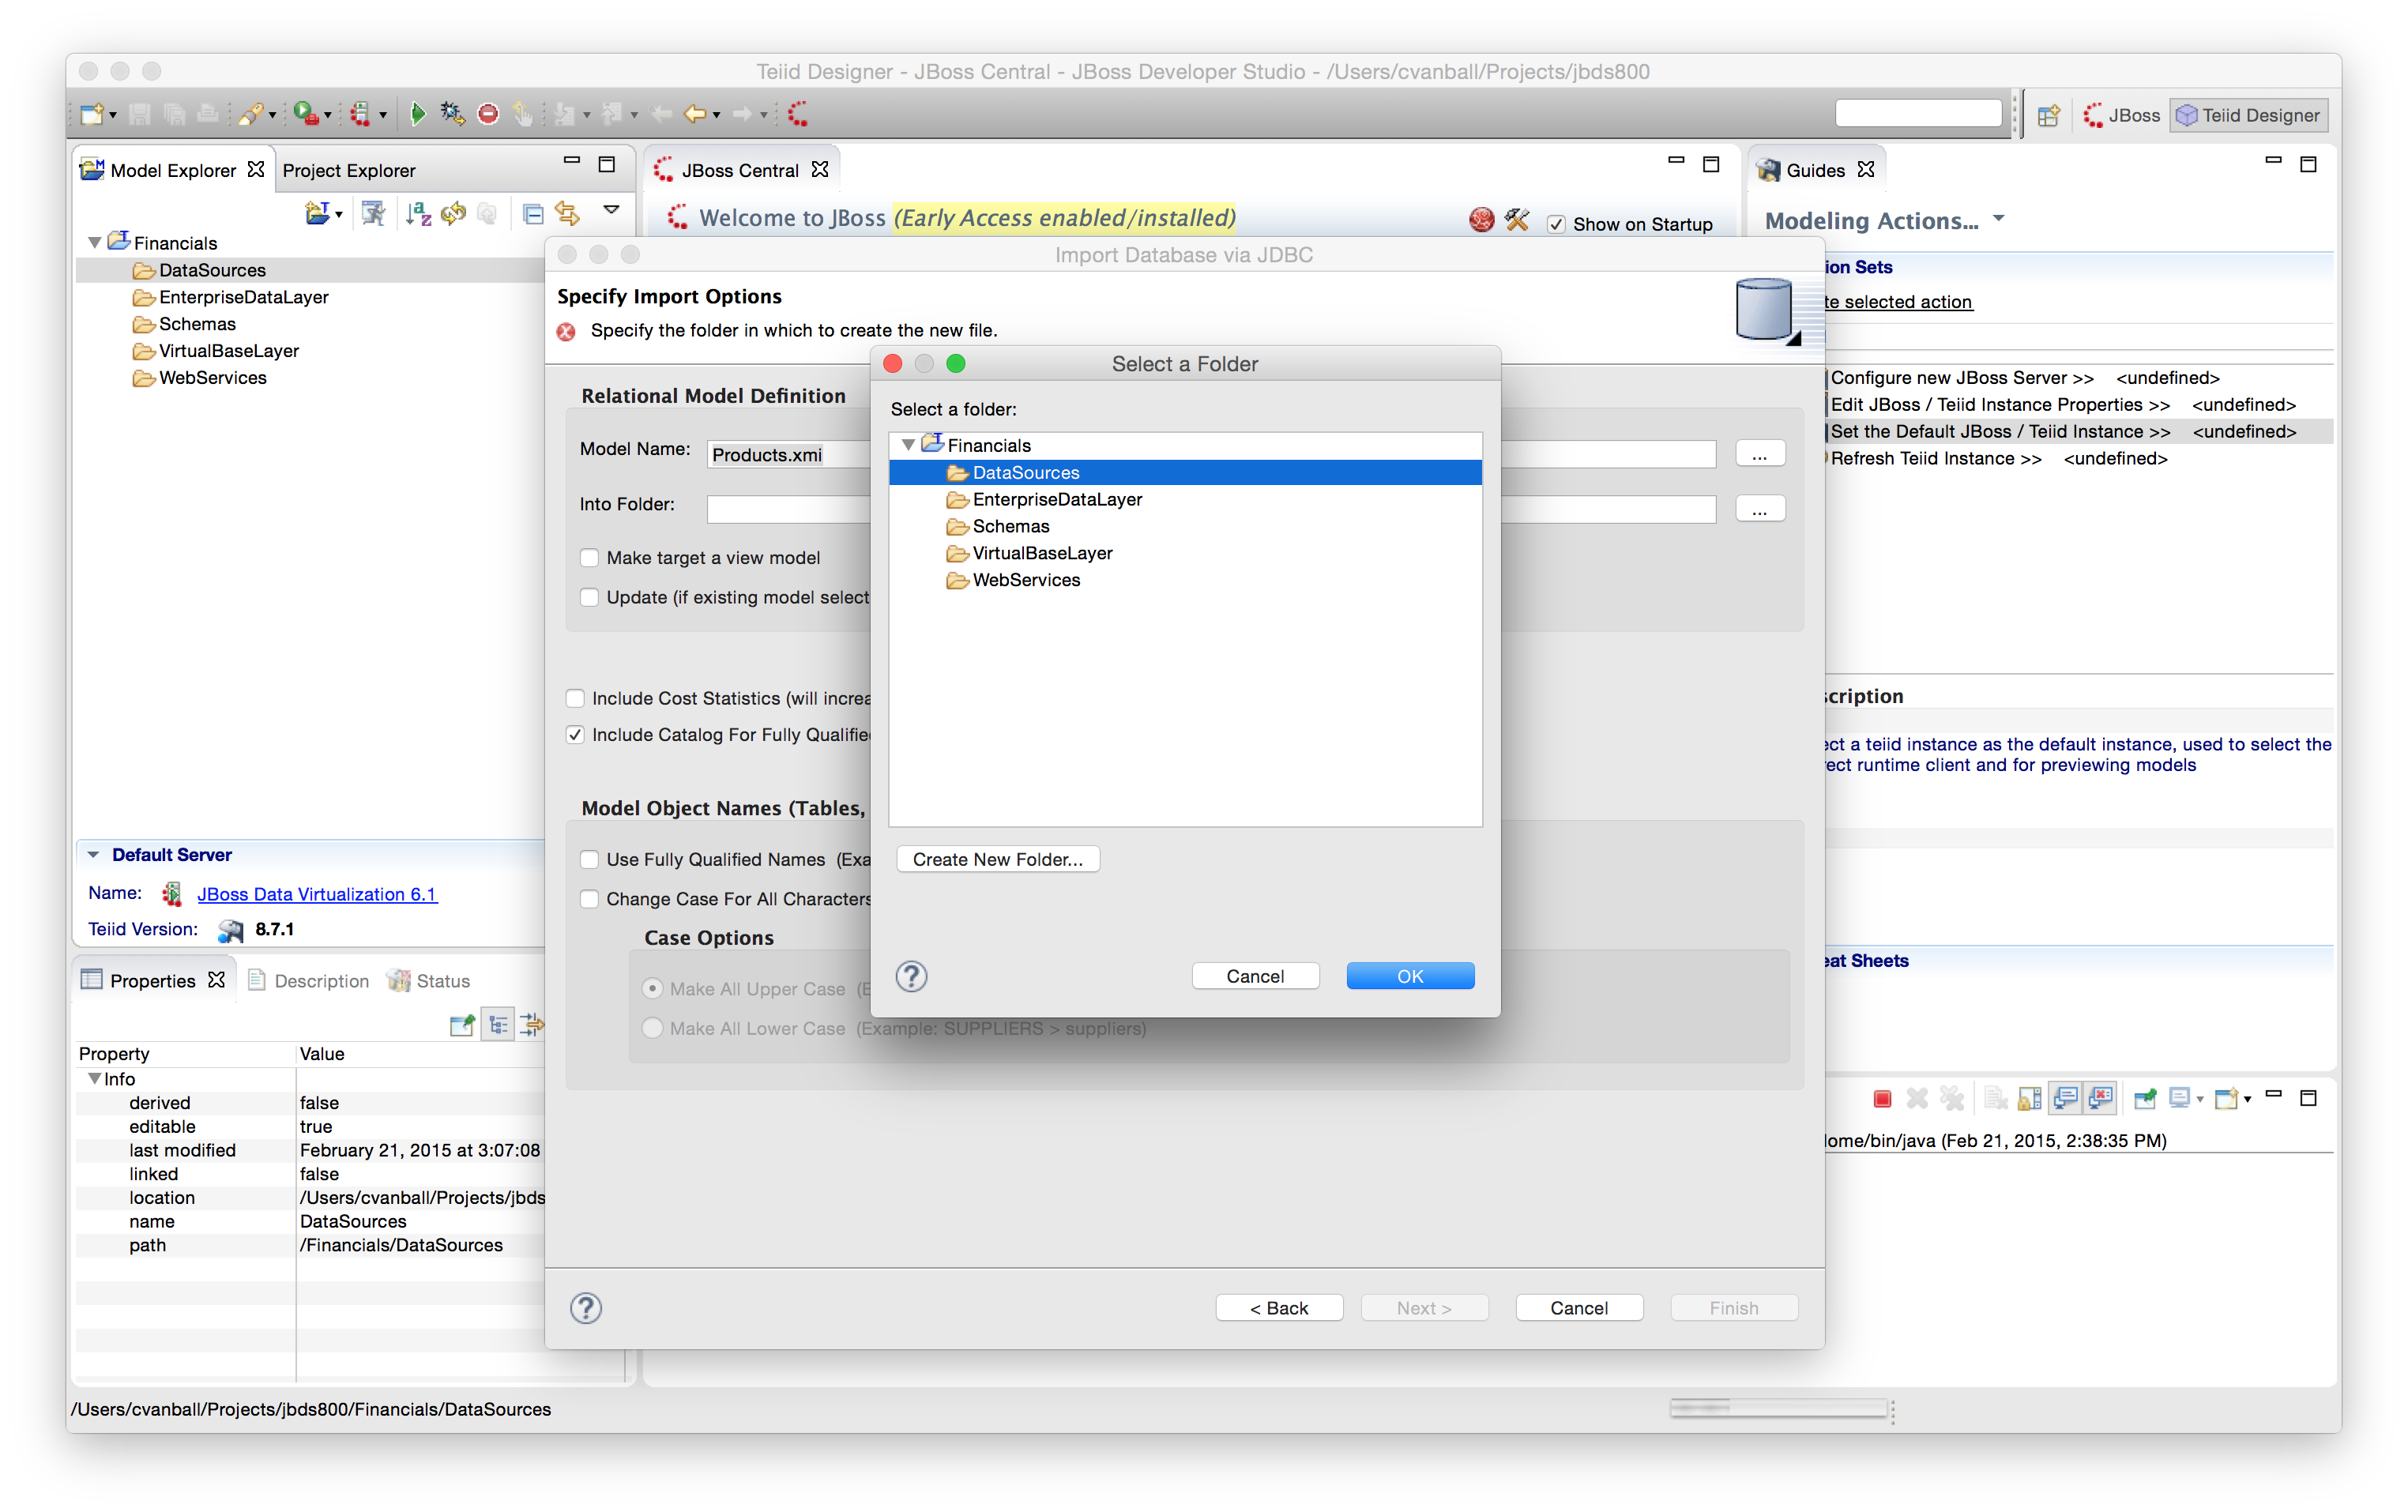 Teiid Designer - JBoss Central - JBoss Developer Studio - /Users/cvanball/Projects/jbds800
JBoss
Teiid Designer
Model Explorer
Project Explorer
Financials
DataSources
EnterpriseDataLayer
Schemas
VirtualBaseLayer
WebServices
Default Server
Name: JBoss Data Virtualization 6.1
Teiid Version: 8.7.1
JBoss Central
Welcome to JBoss (Early Access enabled/installed)
Show on Startup
Guides
Modeling Actions...
ion Sets
te selected action
Configure new JBoss Server >> <undefined>
Edit JBoss / Teiid Instance Properties >> <undefined>
Set the Default JBoss / Teiid Instance >> <undefined>
Refresh Teiid Instance >> <undefined>
scription
ect a teiid instance as the default instance, used to select the
rect runtime client and for previewing models
eat Sheets
Import Database via JDBC
Specify Import Options
Specify the folder in which to create the new file.
Relational Model Definition
Model Name: Products.xmi
...
Into Folder:
...
Make target a view model
Update (if existing model select
Include Cost Statistics (will increa
Include Catalog For Fully Qualifie
Model Object Names (Tables,
Use Fully Qualified Names (Exa
Change Case For All Characters
Case Options
Make All Upper Case (E
Make All Lower Case (Example: SUPPLIERS > suppliers)
< Back
Next >
Cancel
Finish
Select a Folder
Select a folder:
Financials
DataSources
EnterpriseDataLayer
Schemas
VirtualBaseLayer
WebServices
Create New Folder...
Cancel
OK
Properties
Description
Status
Property Value
Info
derived false
editable true
last modified February 21, 2015 at 3:07:08
linked false
location /Users/cvanball/Projects/jbds
name DataSources
path /Financials/DataSources
lome/bin/java (Feb 21, 2015, 2:38:35 PM)
/Users/cvanball/Projects/jbds800/Financials/DataSources